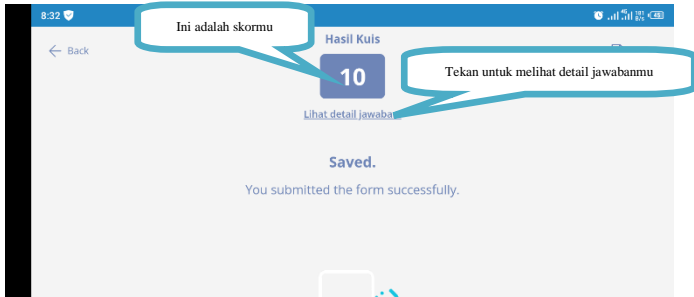 8:32
Ini adalah skormu
Hasil Kuis
← Back
10
Tekan untuk melihat detail jawabanmu
Lihat detail
Saved.
You submitted the form successfully.